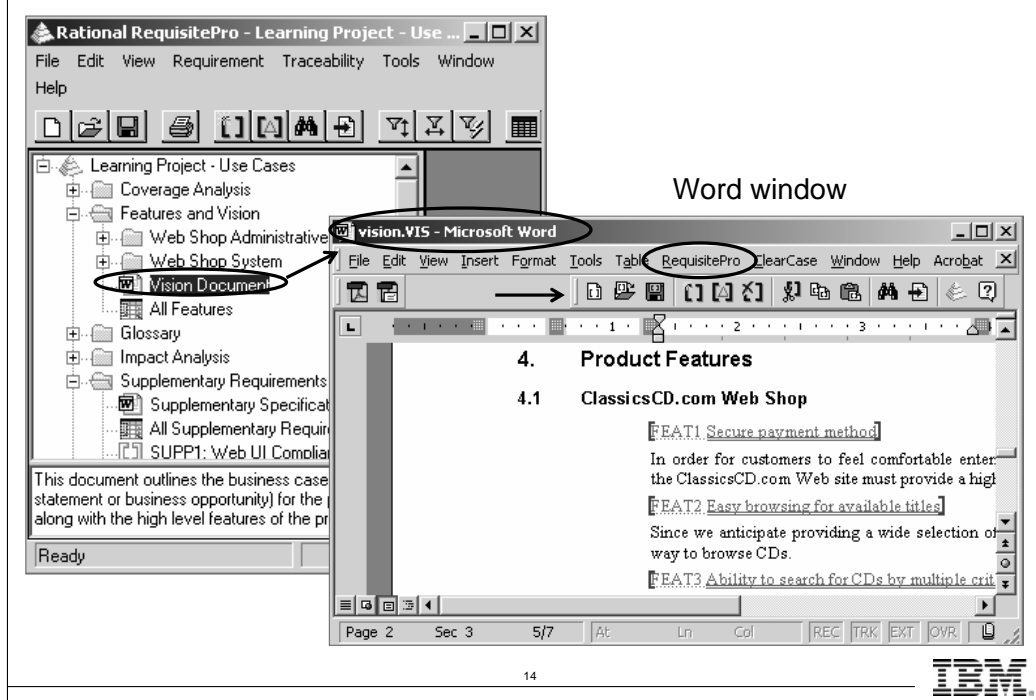 Rational RequisitePro - Learning Project - Use ...
File Edit View Requirement Traceability Tools Window
Help
Learning Project - Use Cases
Coverage Analysis
Features and Vision
Web Shop Administrative
Web Shop System
Vision Document
All Features
Glossary
Impact Analysis
Supplementary Requirements
Supplementary Specificat
All Supplementary Require
SUPP1: Web UI Complian
This document outlines the business case
statement or business opportunity) for the
along with the high level features of the pr
Ready
Word window
vision.VIS - Microsoft Word
File Edit View Insert Format Tools Table RequisitePro ClearCase Window Help Acrobat
1 2 3
4. Product Features
4.1 ClassicsCD.com Web Shop
[FEAT1 Secure payment method]
In order for customers to feel comfortable enter
the ClassicsCD.com Web site must provide a high
[FEAT2 Easy browsing for available titles]
Since we anticipate providing a wide selection of
way to browse CDs.
[FEAT3 Ability to search for CDs by multiple crit
Page 2 Sec 3 5/7 At Ln Col REC TRK EXT OVR
14
IBM